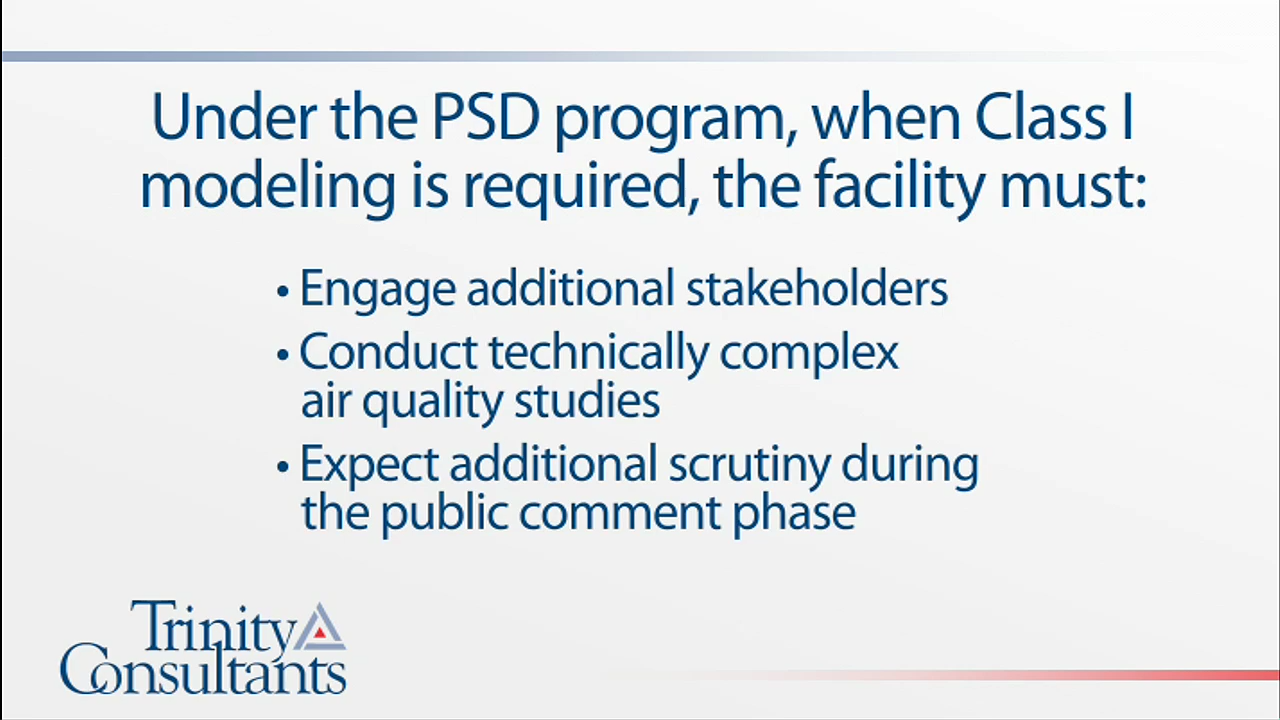 Under the PSD program, when Class I
modeling is required, the facility must:
• Engage additional stakeholders
• Conduct technically complex
air quality studies
• Expect additional scrutiny during
the public comment phase
Trinity
Consultants